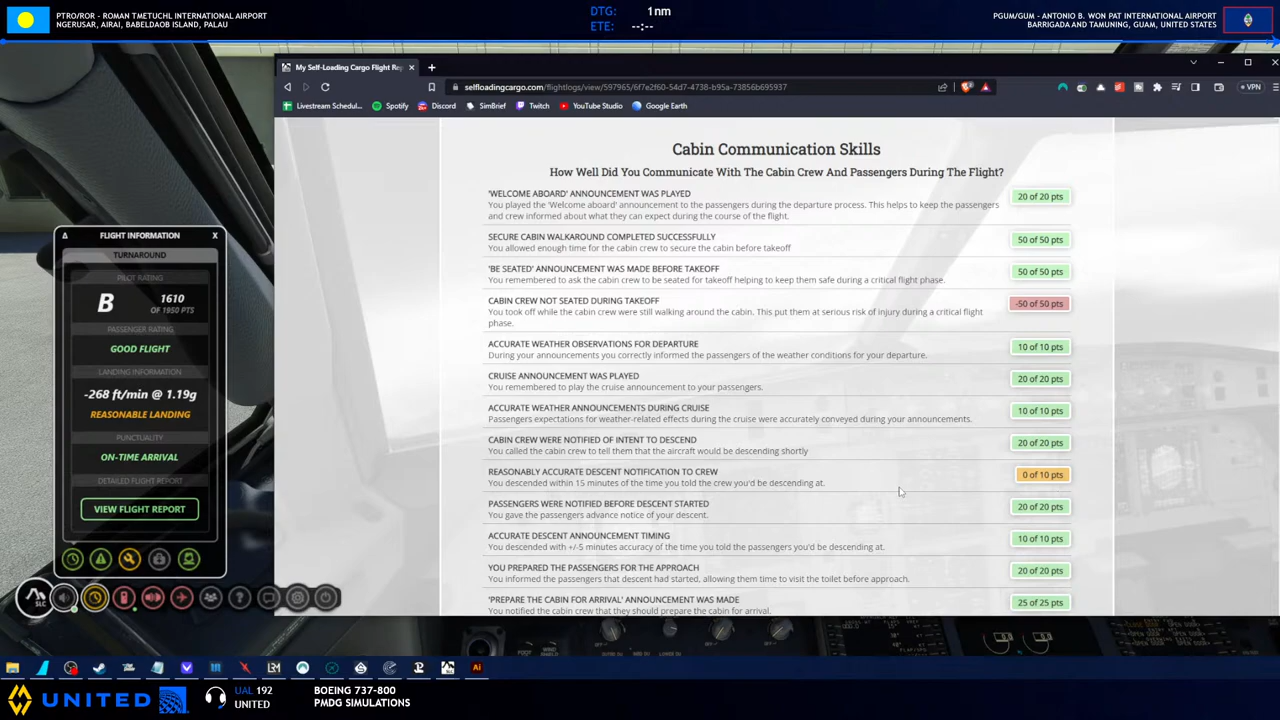 PTRO/ROR - ROMAN TMETUCHL INTERNATIONAL AIRPORT
NGERUSAR, AIRAI, BABELDAOB ISLAND, PALAU
DTG: 1nm
ETE: --:--
PGUM/GUM - ANTONIO B. WON PAT INTERNATIONAL AIRPORT
BARRIGADA AND TAMUNING, GUAM, UNITED STATES
My Self-Loading Cargo Flight Rep
selfloadingcargo.com/flightlogs/view/597965/6f7e2f60-54d7-4738-b95a-73856b695937
VPN
Livestream Schedul...
Spotify
Discord
SimBrief
Twitch
YouTube Studio
Google Earth
Cabin Communication Skills
How Well Did You Communicate With The Cabin Crew And Passengers During The Flight?
'WELCOME ABOARD' ANNOUNCEMENT WAS PLAYED
You played the 'Welcome aboard' announcement to the passengers during the departure process. This helps to keep the passengers
and crew informed about what they can expect during the course of the flight.
20 of 20 pts
SECURE CABIN WALKAROUND COMPLETED SUCCESSFULLY
You allowed enough time for the cabin crew to secure the cabin before takeoff
50 of 50 pts
'BE SEATED' ANNOUNCEMENT WAS MADE BEFORE TAKEOFF
You remembered to ask the cabin crew to be seated for takeoff helping to keep them safe during a critical flight phase.
50 of 50 pts
CABIN CREW NOT SEATED DURING TAKEOFF
You took off while the cabin crew were still walking around the cabin. This put them at serious risk of injury during a critical flight
phase.
-50 of 50 pts
ACCURATE WEATHER OBSERVATIONS FOR DEPARTURE
During your announcements you correctly informed the passengers of the weather conditions for your departure.
10 of 10 pts
CRUISE ANNOUNCEMENT WAS PLAYED
You remembered to play the cruise announcement to your passengers.
20 of 20 pts
ACCURATE WEATHER ANNOUNCEMENTS DURING CRUISE
Passengers expectations for weather-related effects during the cruise were accurately conveyed during your announcements.
10 of 10 pts
CABIN CREW WERE NOTIFIED OF INTENT TO DESCEND
You called the cabin crew to tell them that the aircraft would be descending shortly
20 of 20 pts
REASONABLY ACCURATE DESCENT NOTIFICATION TO CREW
You descended within 15 minutes of the time you told the crew you'd be descending at.
0 of 10 pts
PASSENGERS WERE NOTIFIED BEFORE DESCENT STARTED
You gave the passengers advance notice of your descent.
20 of 20 pts
ACCURATE DESCENT ANNOUNCEMENT TIMING
You descended with +/-5 minutes accuracy of the time you told the passengers you'd be descending at.
10 of 10 pts
YOU PREPARED THE PASSENGERS FOR THE APPROACH
You informed the passengers that descent had started, allowing them time to visit the toilet before approach.
20 of 20 pts
'PREPARE THE CABIN FOR ARRIVAL' ANNOUNCEMENT WAS MADE
You notified the cabin crew that they should prepare the cabin for arrival.
25 of 25 pts
FLIGHT INFORMATION
X
TURNAROUND
PILOT RATING
B
1610
OF 1950 PTS
PASSENGER RATING
GOOD FLIGHT
LANDING INFORMATION
-268 ft/min @ 1.19g
REASONABLE LANDING
PUNCTUALITY
ON-TIME ARRIVAL
DETAILED FLIGHT REPORT
VIEW FLIGHT REPORT
SLC
Ai
UNITED
UAL 192
UNITED
BOEING 737-800
PMDG SIMULATIONS